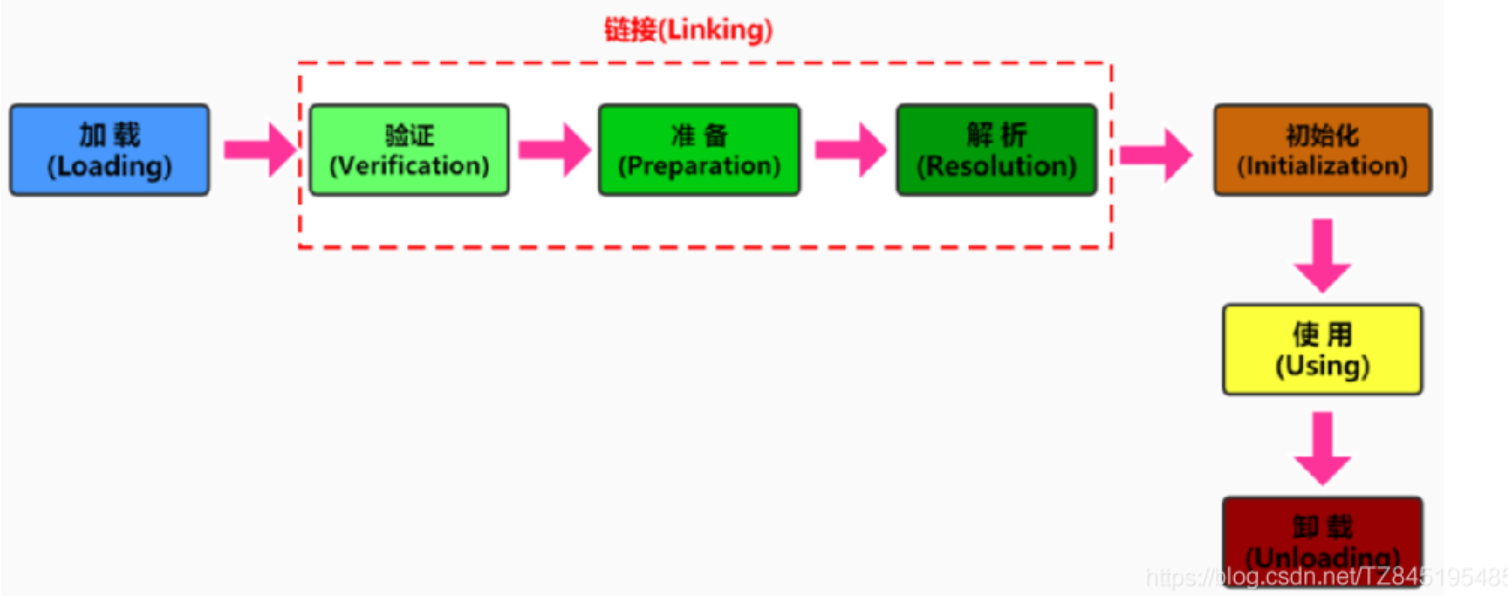 链接(Linking)
加 载
(Loading)
验证
(Verification)
准 备
(Preparation)
解 析
(Resolution)
初始化
(Initialization)
使 用
(Using)
卸 载
(Unloading)
https://blog.csdn.net/TZ845195485